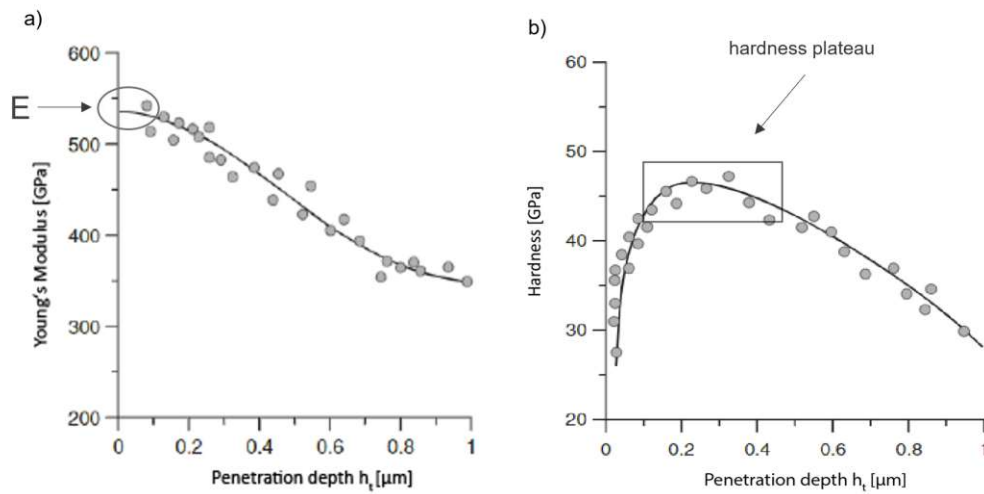 a)
600
500
400
300
200
E
Young's Modulus [GPa]
0 0.2 0.4 0.6 0.8 1
Penetration depth hₜ [µm]
b)
hardness plateau
60
50
40
30
20
Hardness [GPa]
0 0.2 0.4 0.6 0.8 1
Penetration depth hₜ [µm]